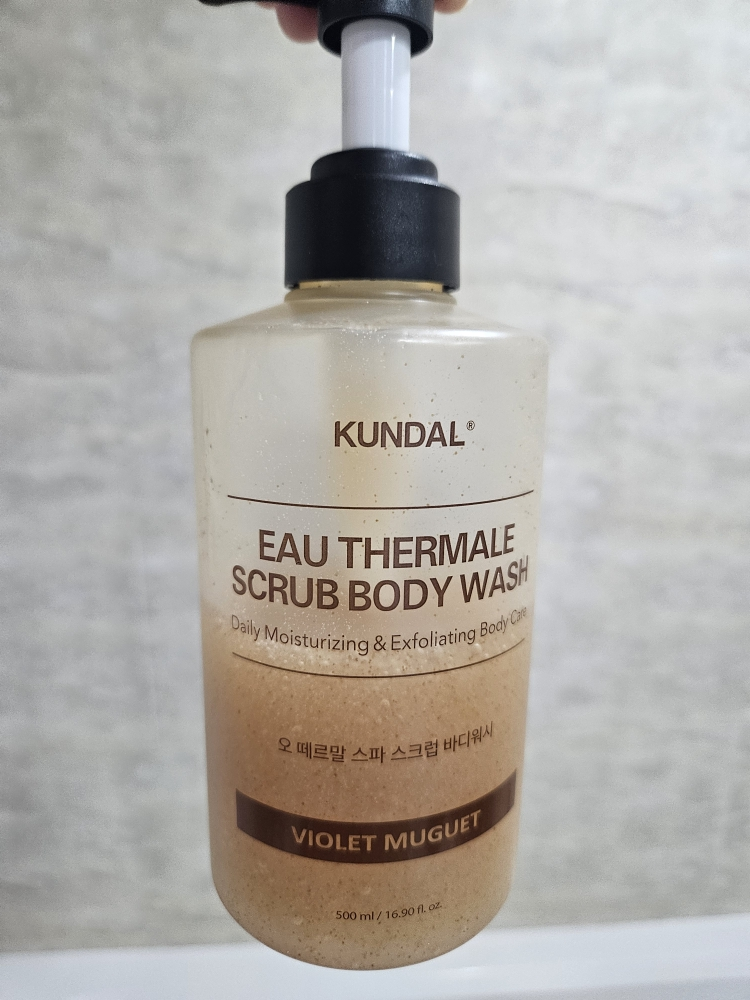 KUNDAL®
EAU THERMALE
SCRUB BODY WASH
Daily Moisturizing & Exfoliating Body Care
오 떼르말 스파 스크럽 바디워시
VIOLET MUGUET
500 ml / 16.90 fl. oz.